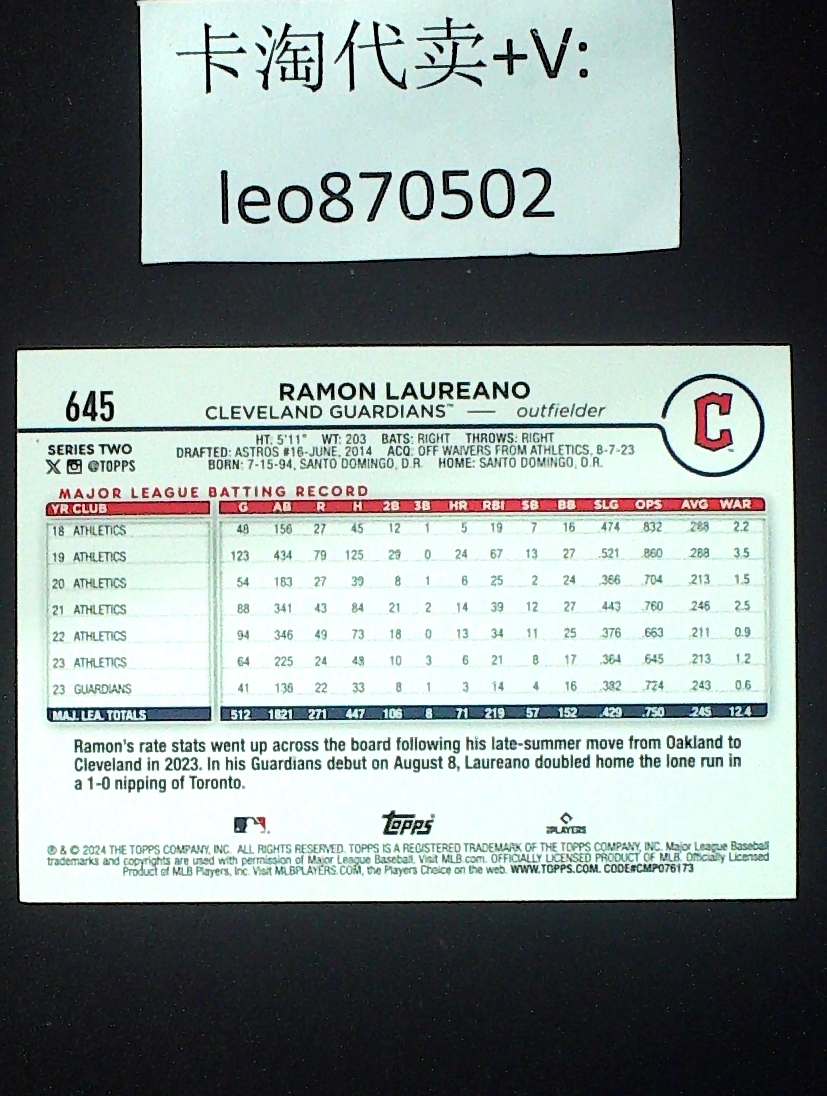 卡淘代卖+V:
leo870502
645
RAMON LAUREANO
CLEVELAND GUARDIANS™ — outfielder
C
SERIES TWO
@TOPPS
HT: 5'11" WT: 203 BATS: RIGHT THROWS: RIGHT
DRAFTED: ASTROS #16-JUNE, 2014 ACQ: OFF WAIVERS FROM ATHLETICS, 8-7-23
BORN: 7-15-94, SANTO DOMINGO, D.R. HOME: SANTO DOMINGO, D.R.
MAJOR LEAGUE BATTING RECORD
YR CLUB G AB R H 2B 3B HR RBI SB BB SLG OPS AVG WAR
18 ATHLETICS 48 156 27 45 12 1 5 19 7 16 .474 .832 .288 2.2
19 ATHLETICS 123 434 79 125 29 0 24 67 13 27 .521 .860 .288 3.5
20 ATHLETICS 54 183 27 39 8 1 6 25 2 24 .366 .704 .213 1.5
21 ATHLETICS 88 341 43 84 21 2 14 39 12 27 .443 .760 .246 2.5
22 ATHLETICS 94 346 49 73 18 0 13 34 11 25 .376 .663 .211 0.9
23 ATHLETICS 64 225 24 48 10 3 6 21 8 17 .364 .645 .213 1.2
23 GUARDIANS 41 136 22 33 8 1 3 14 4 16 .382 .724 .243 0.6
MAJ. LEA. TOTALS 512 1821 271 447 106 8 71 219 57 152 .429 .750 .245 12.4
Ramon's rate stats went up across the board following his late-summer move from Oakland to
Cleveland in 2023. In his Guardians debut on August 8, Laureano doubled home the lone run in
a 1-0 nipping of Toronto.
topps PLAYERS
® & © 2024 THE TOPPS COMPANY, INC. ALL RIGHTS RESERVED. TOPPS IS A REGISTERED TRADEMARK OF THE TOPPS COMPANY, INC. Major League Baseball
trademarks and copyrights are used with permission of Major League Baseball. Visit MLB.com. OFFICIALLY LICENSED PRODUCT OF MLB. Officially Licensed
Product of MLB Players, Inc. Visit MLBPLAYERS.COM, the Players Choice on the web. WWW.TOPPS.COM. CODE#CMP076173